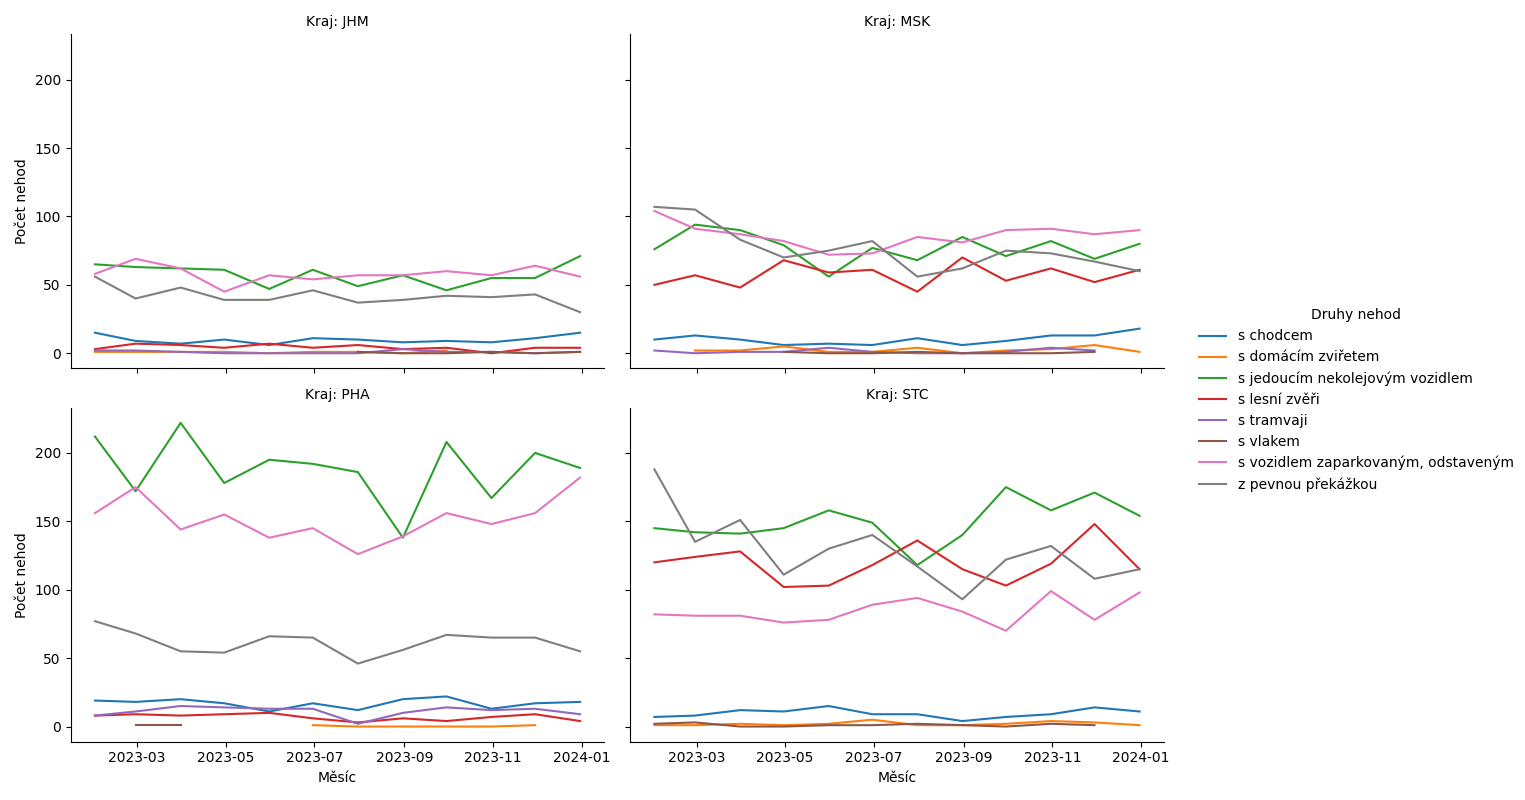 Kraj: JHM
Kraj: MSK
Počet nehod
200
150
100
50
0
Kraj: PHA
Kraj: STC
Počet nehod
200
150
100
50
0
2023-03 2023-05 2023-07 2023-09 2023-11 2024-01
Měsíc
2023-03 2023-05 2023-07 2023-09 2023-11 2024-01
Měsíc
Druhy nehod
s chodcem
s domácím zviřetem
s jedoucím nekolejovým vozidlem
s lesní zvěři
s tramvaji
s vlakem
s vozidlem zaparkovaným, odstaveným
z pevnou překážkou